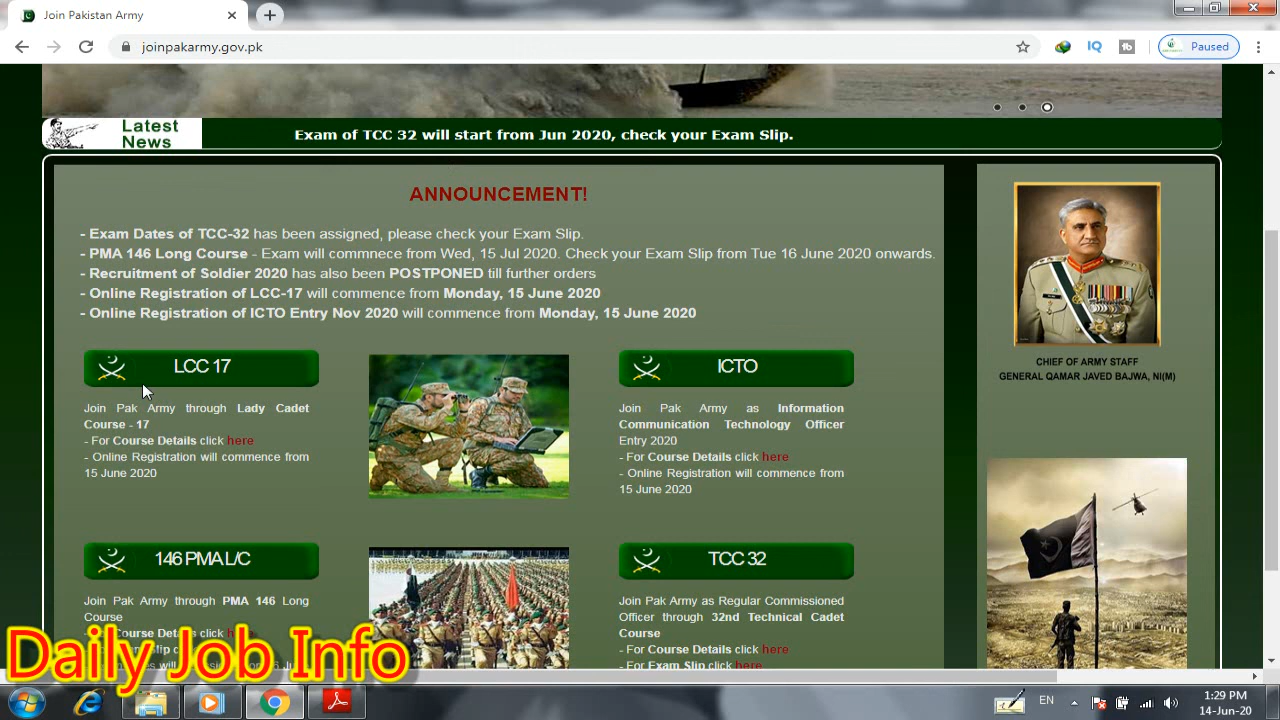 Join Pakistan Army
joinpakarmy.gov.pk
IQ
tb
Paused
Latest
News
Exam of TCC 32 will start from Jun 2020, check your Exam Slip.
ANNOUNCEMENT!
- Exam Dates of TCC-32 has been assigned, please check your Exam Slip.
- PMA 146 Long Course - Exam will commnece from Wed, 15 Jul 2020. Check your Exam Slip from Tue 16 June 2020 onwards.
- Recruitment of Soldier 2020 has also been POSTPONED till further orders
- Online Registration of LCC-17 will commence from Monday, 15 June 2020
- Online Registration of ICTO Entry Nov 2020 will commence from Monday, 15 June 2020
CHIEF OF ARMY STAFF
GENERAL QAMAR JAVED BAJWA, NI(M)
LCC 17
Join Pak Army through Lady Cadet
Course - 17
- For Course Details click here
- Online Registration will commence from
15 June 2020
ICTO
Join Pak Army as Information
Communication Technology Officer
Entry 2020
- For Course Details click here
- Online Registration will commence from
15 June 2020
146 PMA L/C
Join Pak Army through PMA 146 Long
Course
Course Details click
TCC 32
Join Pak Army as Regular Commissioned
Officer through 32nd Technical Cadet
Course
- For Course Details click here
- For Exam Slip click here
Daily Job Info
EN
1:29 PM
14-Jun-20